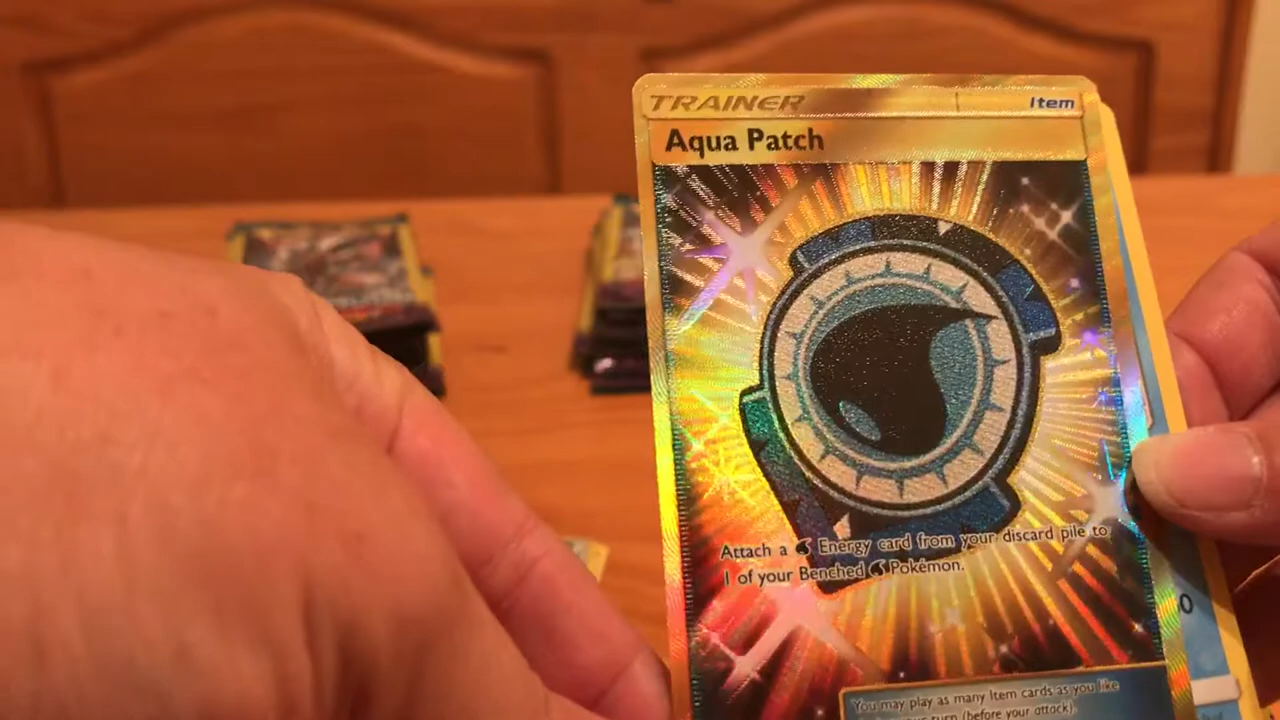 TRAINER
Item
Aqua Patch
Attach a Energy card from your discard pile to
1 of your Benched Pokémon.
0
You may play as many Item cards as you like
turn (before your attack).